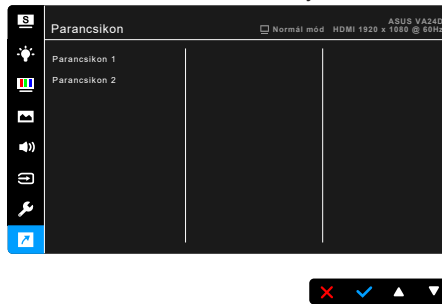 S
ASUS VA24D
Parancsikon
Normál mód HDMI 1920 x 1080 @ 60Hz
Parancsikon 1
Parancsikon 2